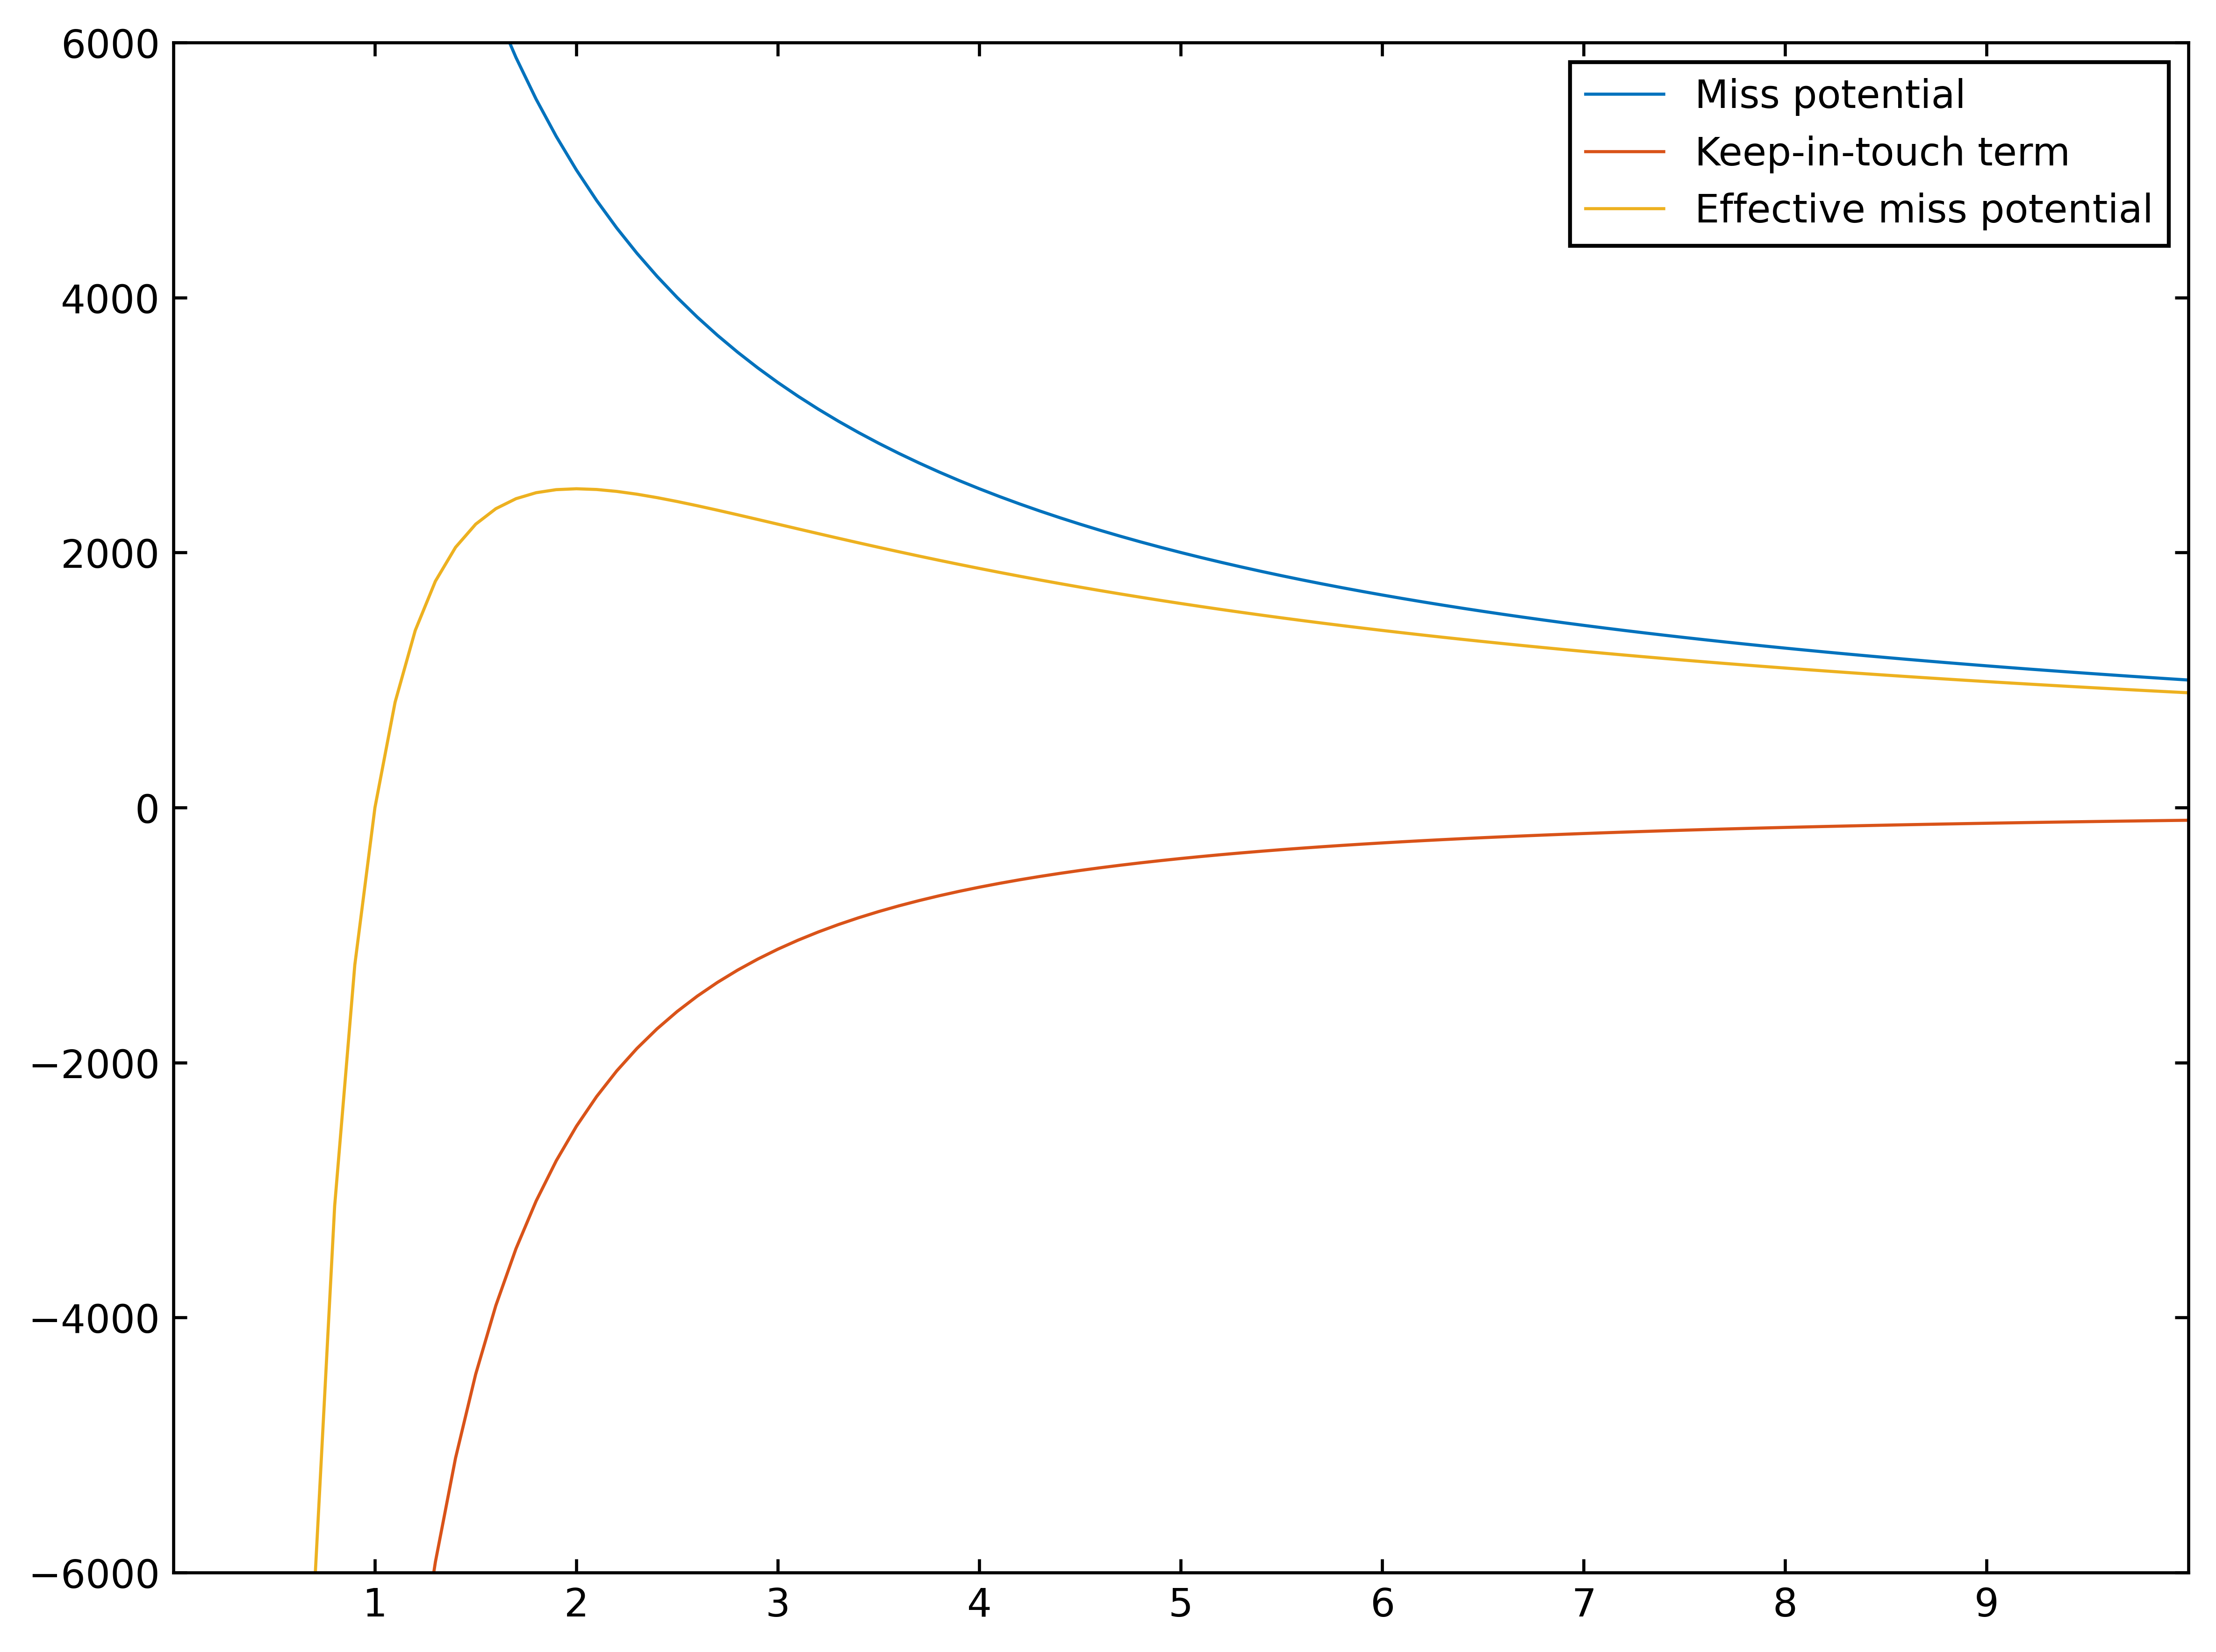 6000
4000
2000
0
−2000
−4000
−6000
1 2 3 4 5 6 7 8 9
Miss potential
Keep-in-touch term
Effective miss potential